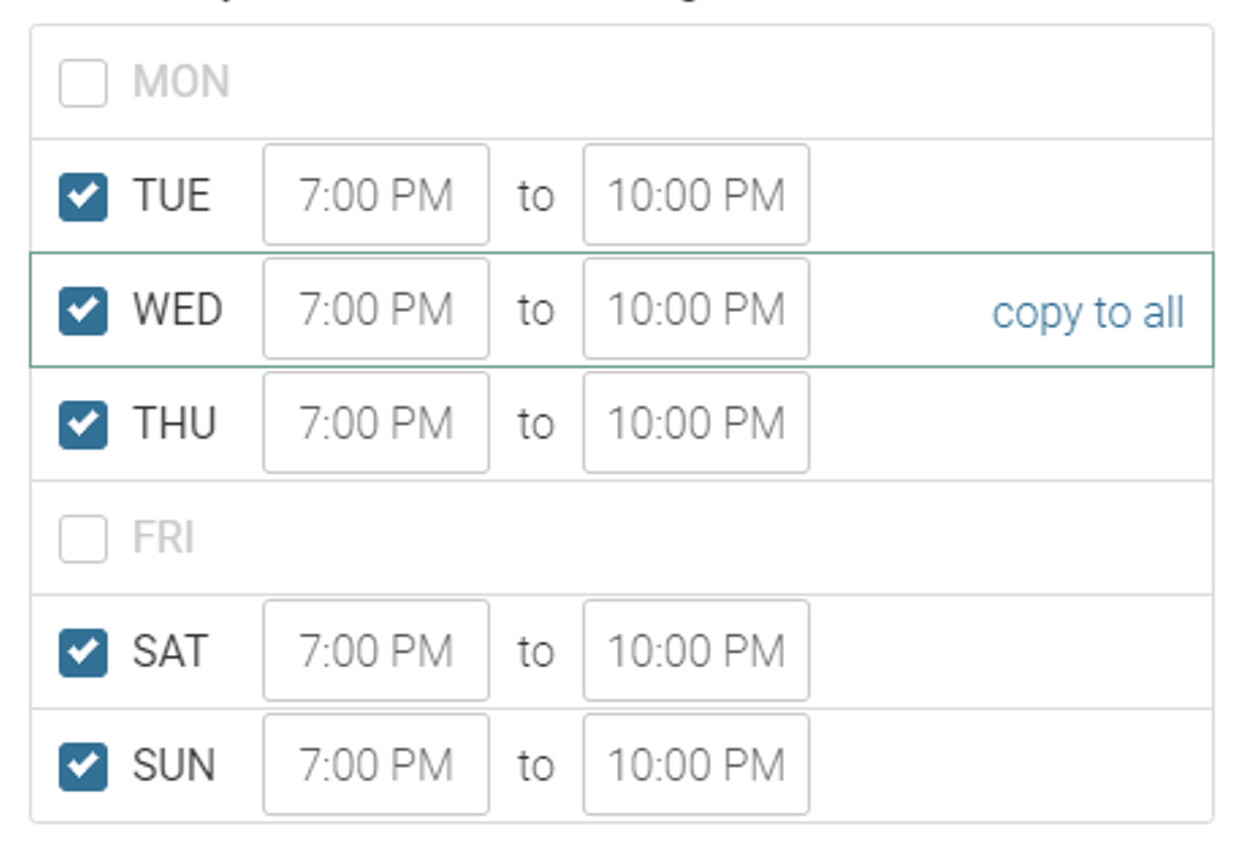 MON
TUE 7:00 PM to 10:00 PM
WED 7:00 PM to 10:00 PM copy to all
THU 7:00 PM to 10:00 PM
FRI
SAT 7:00 PM to 10:00 PM
SUN 7:00 PM to 10:00 PM